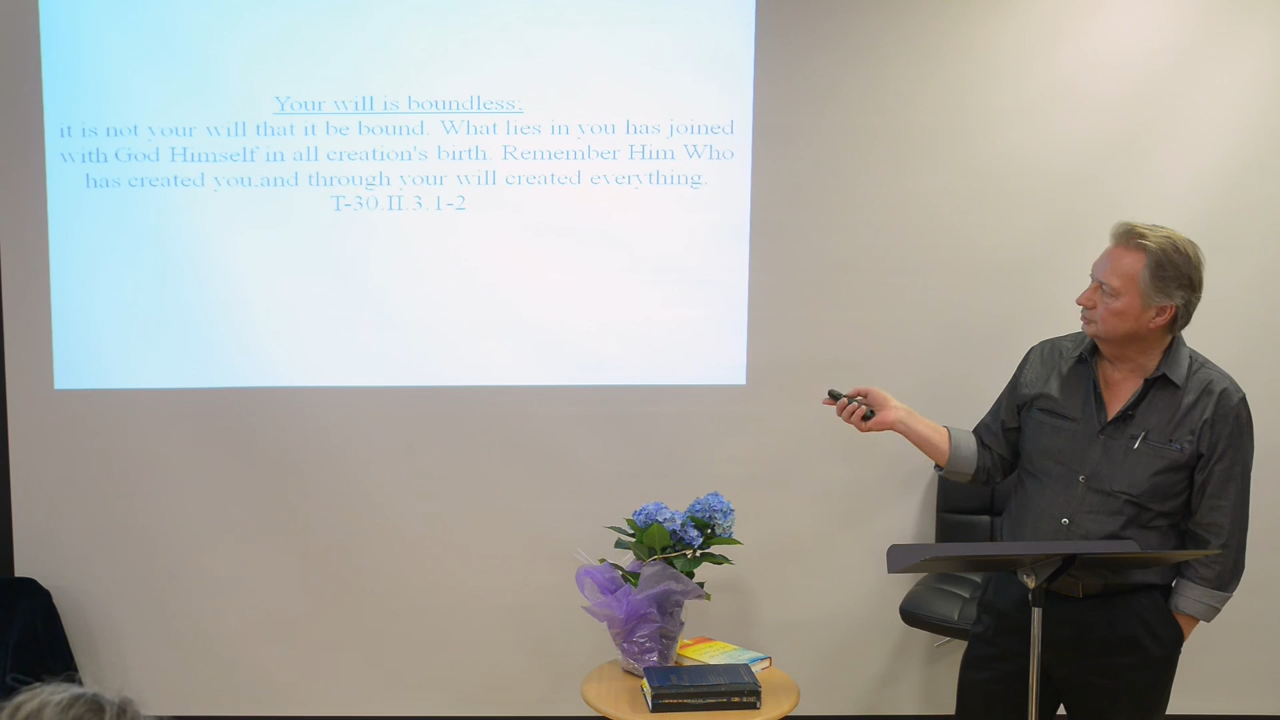 Your will is boundless;
it is not your will that it be bound. What lies in you has joined
with God Himself in all creation's birth. Remember Him Who
has created you,and through your will created everything.
T-30.II.3.1-2